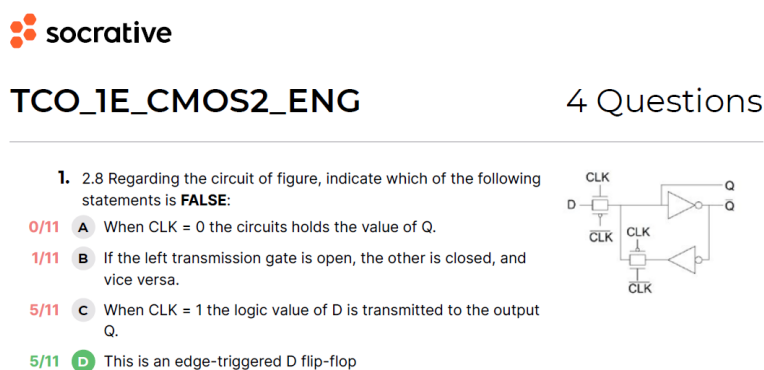 socrative
TCO_1E_CMOS2_ENG
4 Questions
1. 2.8 Regarding the circuit of figure, indicate which of the following
statements is FALSE:
0/11 A When CLK = 0 the circuits holds the value of Q.
1/11 B If the left transmission gate is open, the other is closed, and
vice versa.
5/11 C When CLK = 1 the logic value of D is transmitted to the output
Q.
5/11 D This is an edge-triggered D flip-flop
CLK
Q
D
Q̅
C̅L̅K̅ CLK
C̅L̅K̅